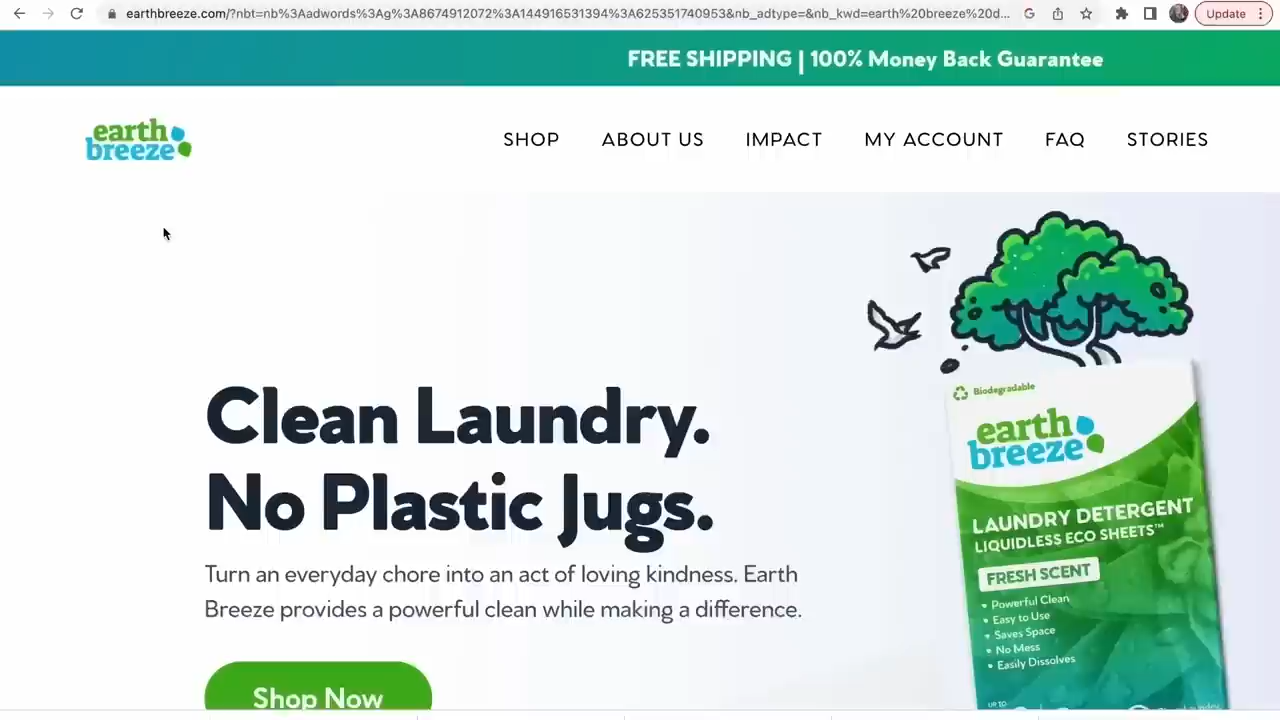 earthbreeze.com/?nbt=nb%3Aadwords%3Ag%3A8674912072%3A144916531394%3A625351740953&nb_adtype=&nb_kwd=earth%20breeze%20d...
Update
FREE SHIPPING | 100% Money Back Guarantee
earth
breeze
SHOP ABOUT US IMPACT MY ACCOUNT FAQ STORIES
Clean Laundry.
No Plastic Jugs.
Turn an everyday chore into an act of loving kindness. Earth
Breeze provides a powerful clean while making a difference.
Shop Now
Biodegradable
earth
breeze
LAUNDRY DETERGENT
LIQUIDLESS ECO SHEETS™
FRESH SCENT
• Powerful Clean
• Easy to Use
• Saves Space
• No Mess
• Easily Dissolves
UP TO